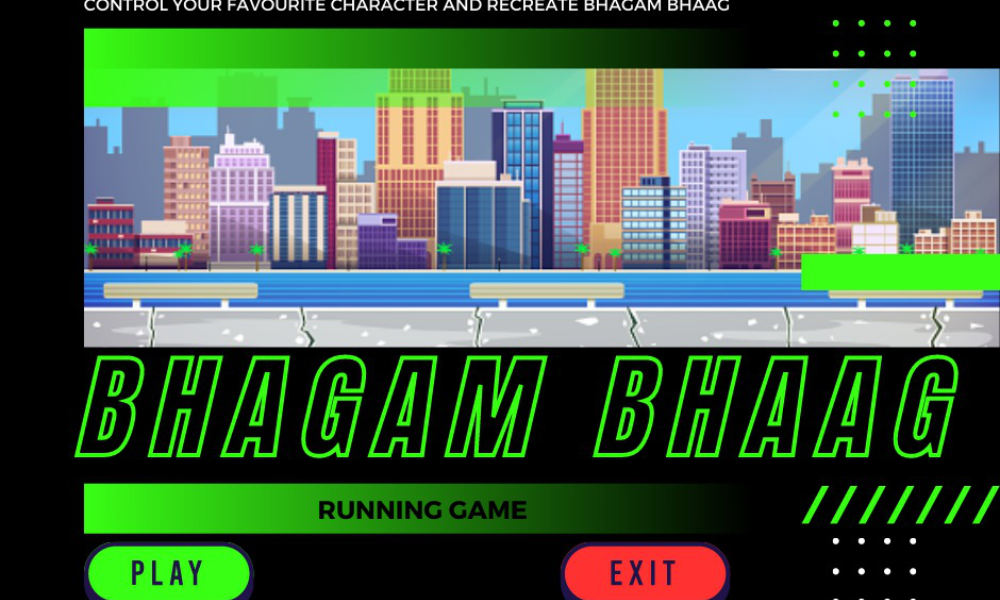 CONTROL YOUR FAVOURITE CHARACTER AND RECREATE BHAGAM BHAAG
BHAGAM BHAAG
RUNNING GAME
PLAY
EXIT